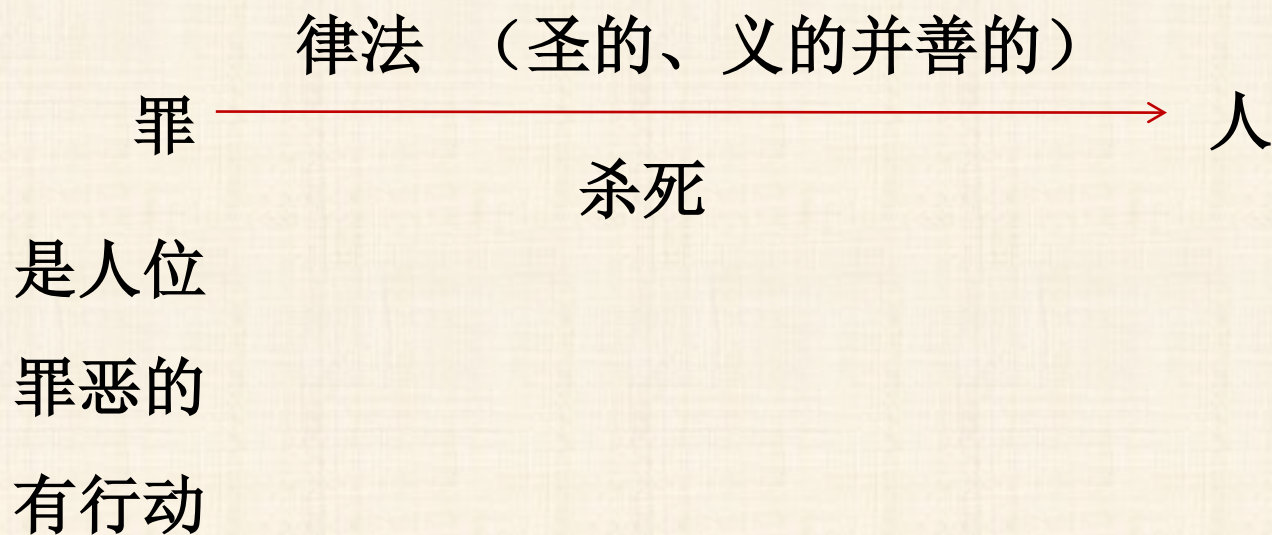 律法 （圣的、义的并善的）
罪 人
杀死
是人位
罪恶的
有行动